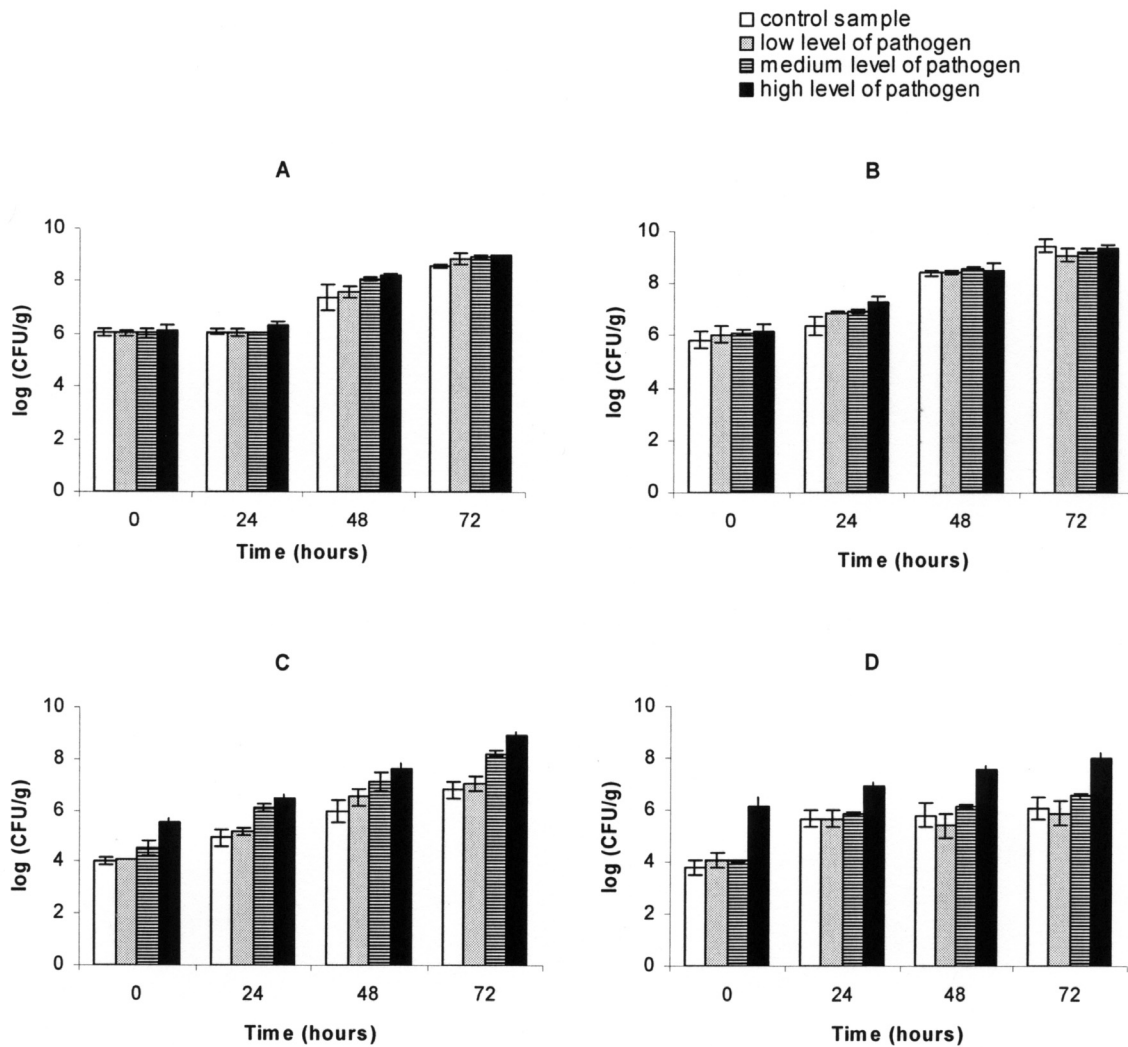 control sample
low level of pathogen
medium level of pathogen
high level of pathogen
A
log (CFU/g)
10
8
6
4
2
0
0 24 48 72
Time (hours)
B
log (CFU/g)
10
8
6
4
2
0
0 24 48 72
Time (hours)
C
log (CFU/g)
10
8
6
4
2
0
0 24 48 72
Time (hours)
D
log (CFU/g)
10
8
6
4
2
0
0 24 48 72
Time (hours)